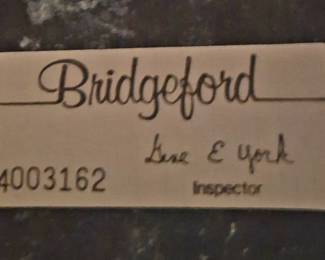 Bridgeford
Gene E York
4003162
Inspector